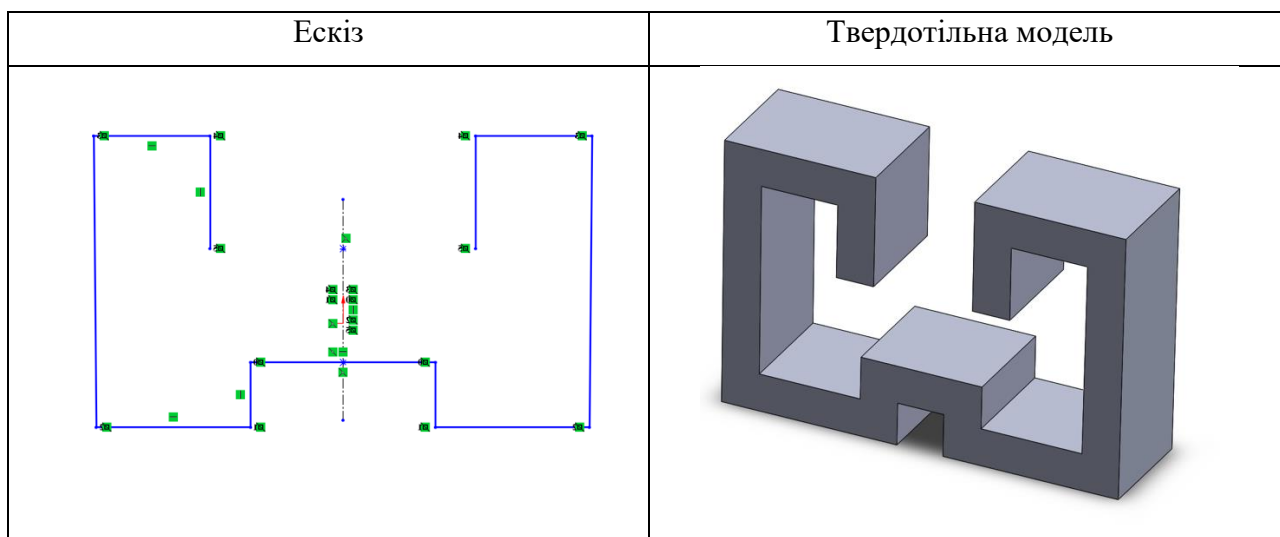 Ескіз
Твердотільна модель